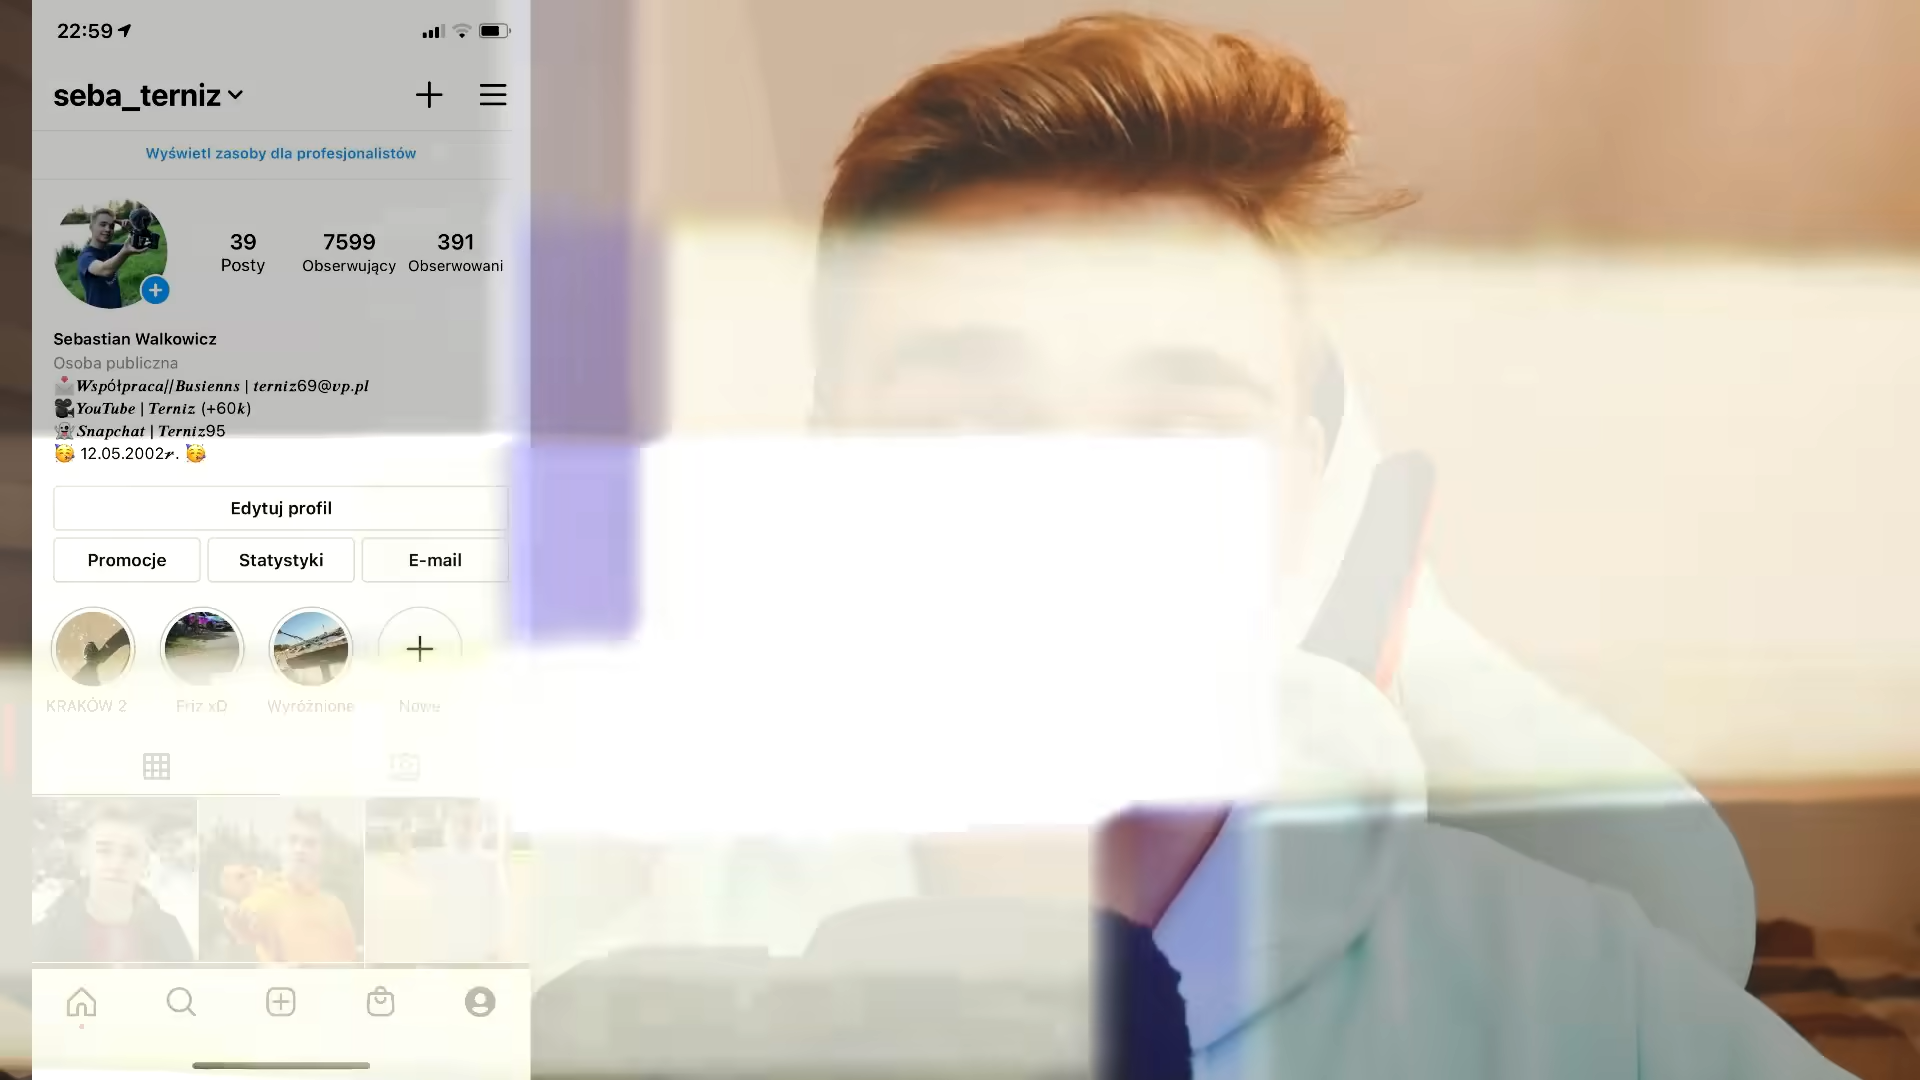 22:59
seba_terniz
Wyświetl zasoby dla profesjonalistów
39 7599 391
Posty Obserwujący Obserwowani
Sebastian Walkowicz
Osoba publiczna
Współpraca//Busienns | terniz69@vp.pl
YouTube | Terniz (+60k)
Snapchat | Terniz95
12.05.2002r.
Edytuj profil
Promocje Statystyki E-mail
KRAKÓW 2 Friz xD Wyróżnione Nowe